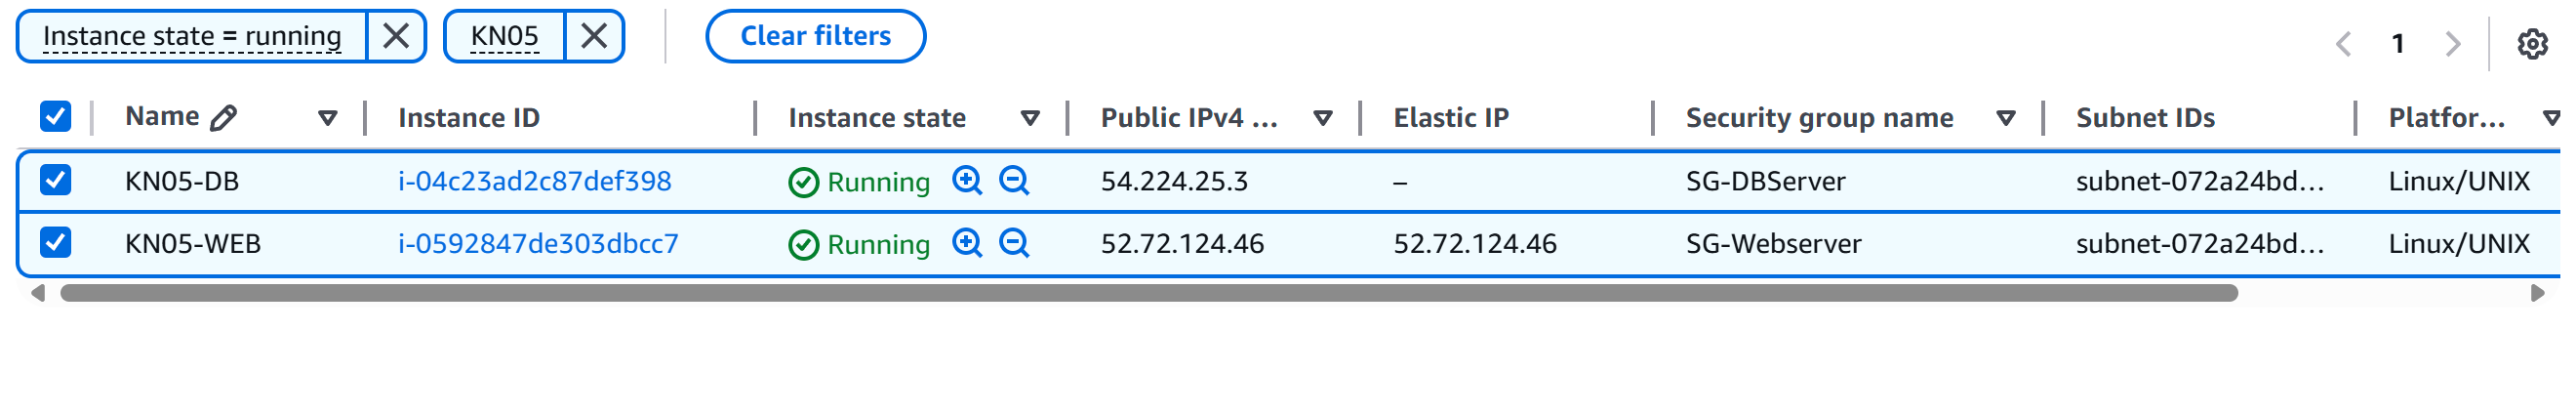 Instance state = running KN05 Clear filters 1
Name Instance ID Instance state Public IPv4 ... Elastic IP Security group name Subnet IDs Platfor...
KN05-DB i-04c23ad2c87def398 Running 54.224.25.3 – SG-DBServer subnet-072a24bd... Linux/UNIX
KN05-WEB i-0592847de303dbcc7 Running 52.72.124.46 52.72.124.46 SG-Webserver subnet-072a24bd... Linux/UNIX